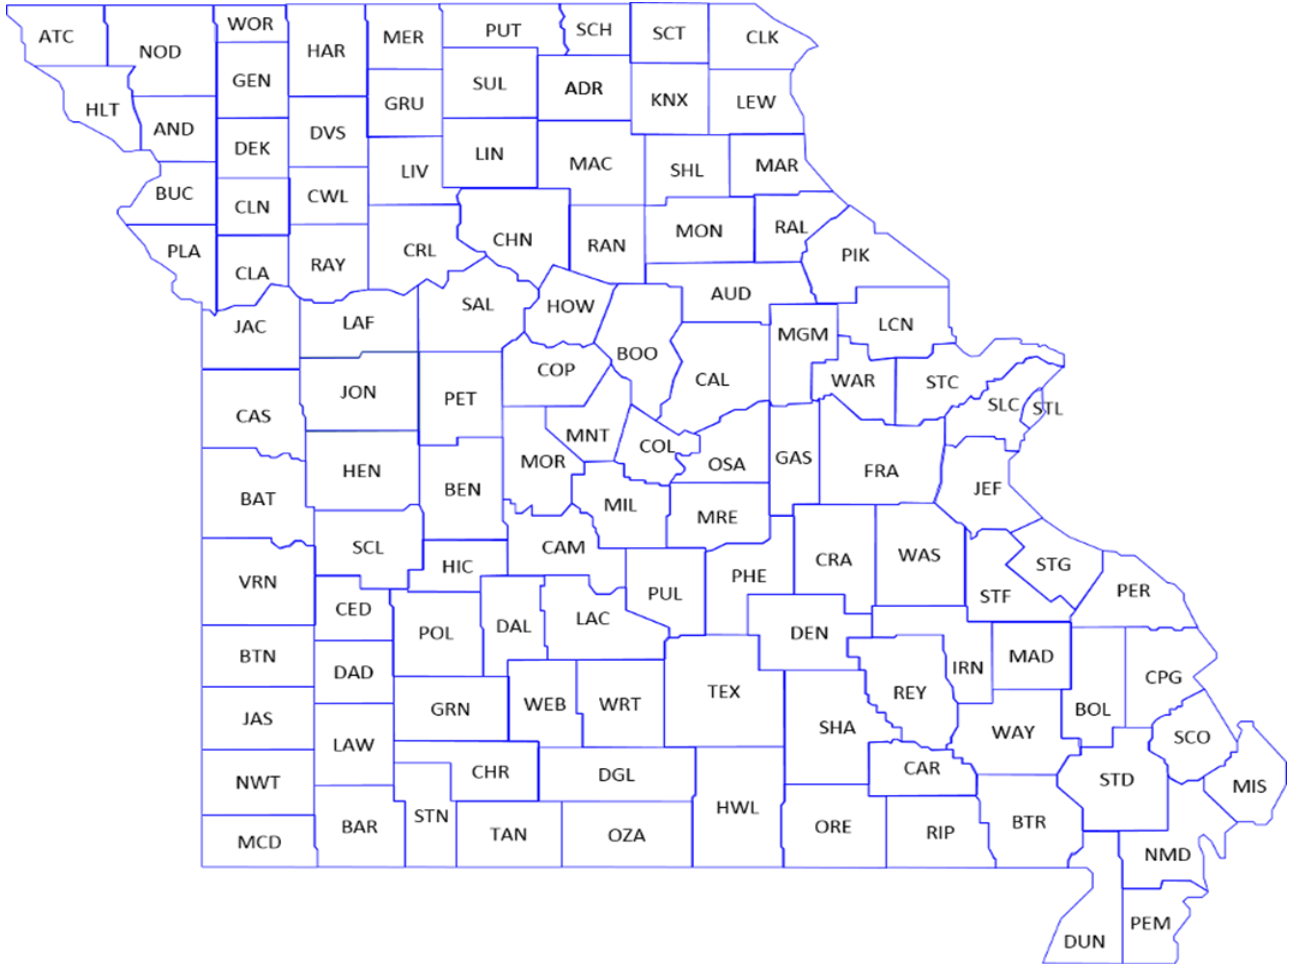 ATC NOD WOR HAR MER PUT SCH SCT CLK
HLT GEN GRU SUL ADR KNX LEW
AND DEK DVS LIV LIN MAC SHL MAR
BUC CLN CWL CRL CHN RAN MON RAL
PLA CLA RAY PIK
JAC LAF SAL HOW BOO AUD MGM LCN
CAS JON PET COP CAL WAR STC SLC STL
BAT HEN BEN MOR MNT COL OSA GAS FRA JEF
VRN SCL HIC CAM MIL MRE PHE CRA WAS STF STG PER
BTN CED POL DAL LAC PUL DEN IRN MAD
JAS DAD GRN WEB WRT TEX SHA REY WAY BOL CPG
NWT LAW CHR DGL HWL CAR STD SCO MIS
MCD BAR STN TAN OZA ORE RIP BTR NMD
DUN PEM